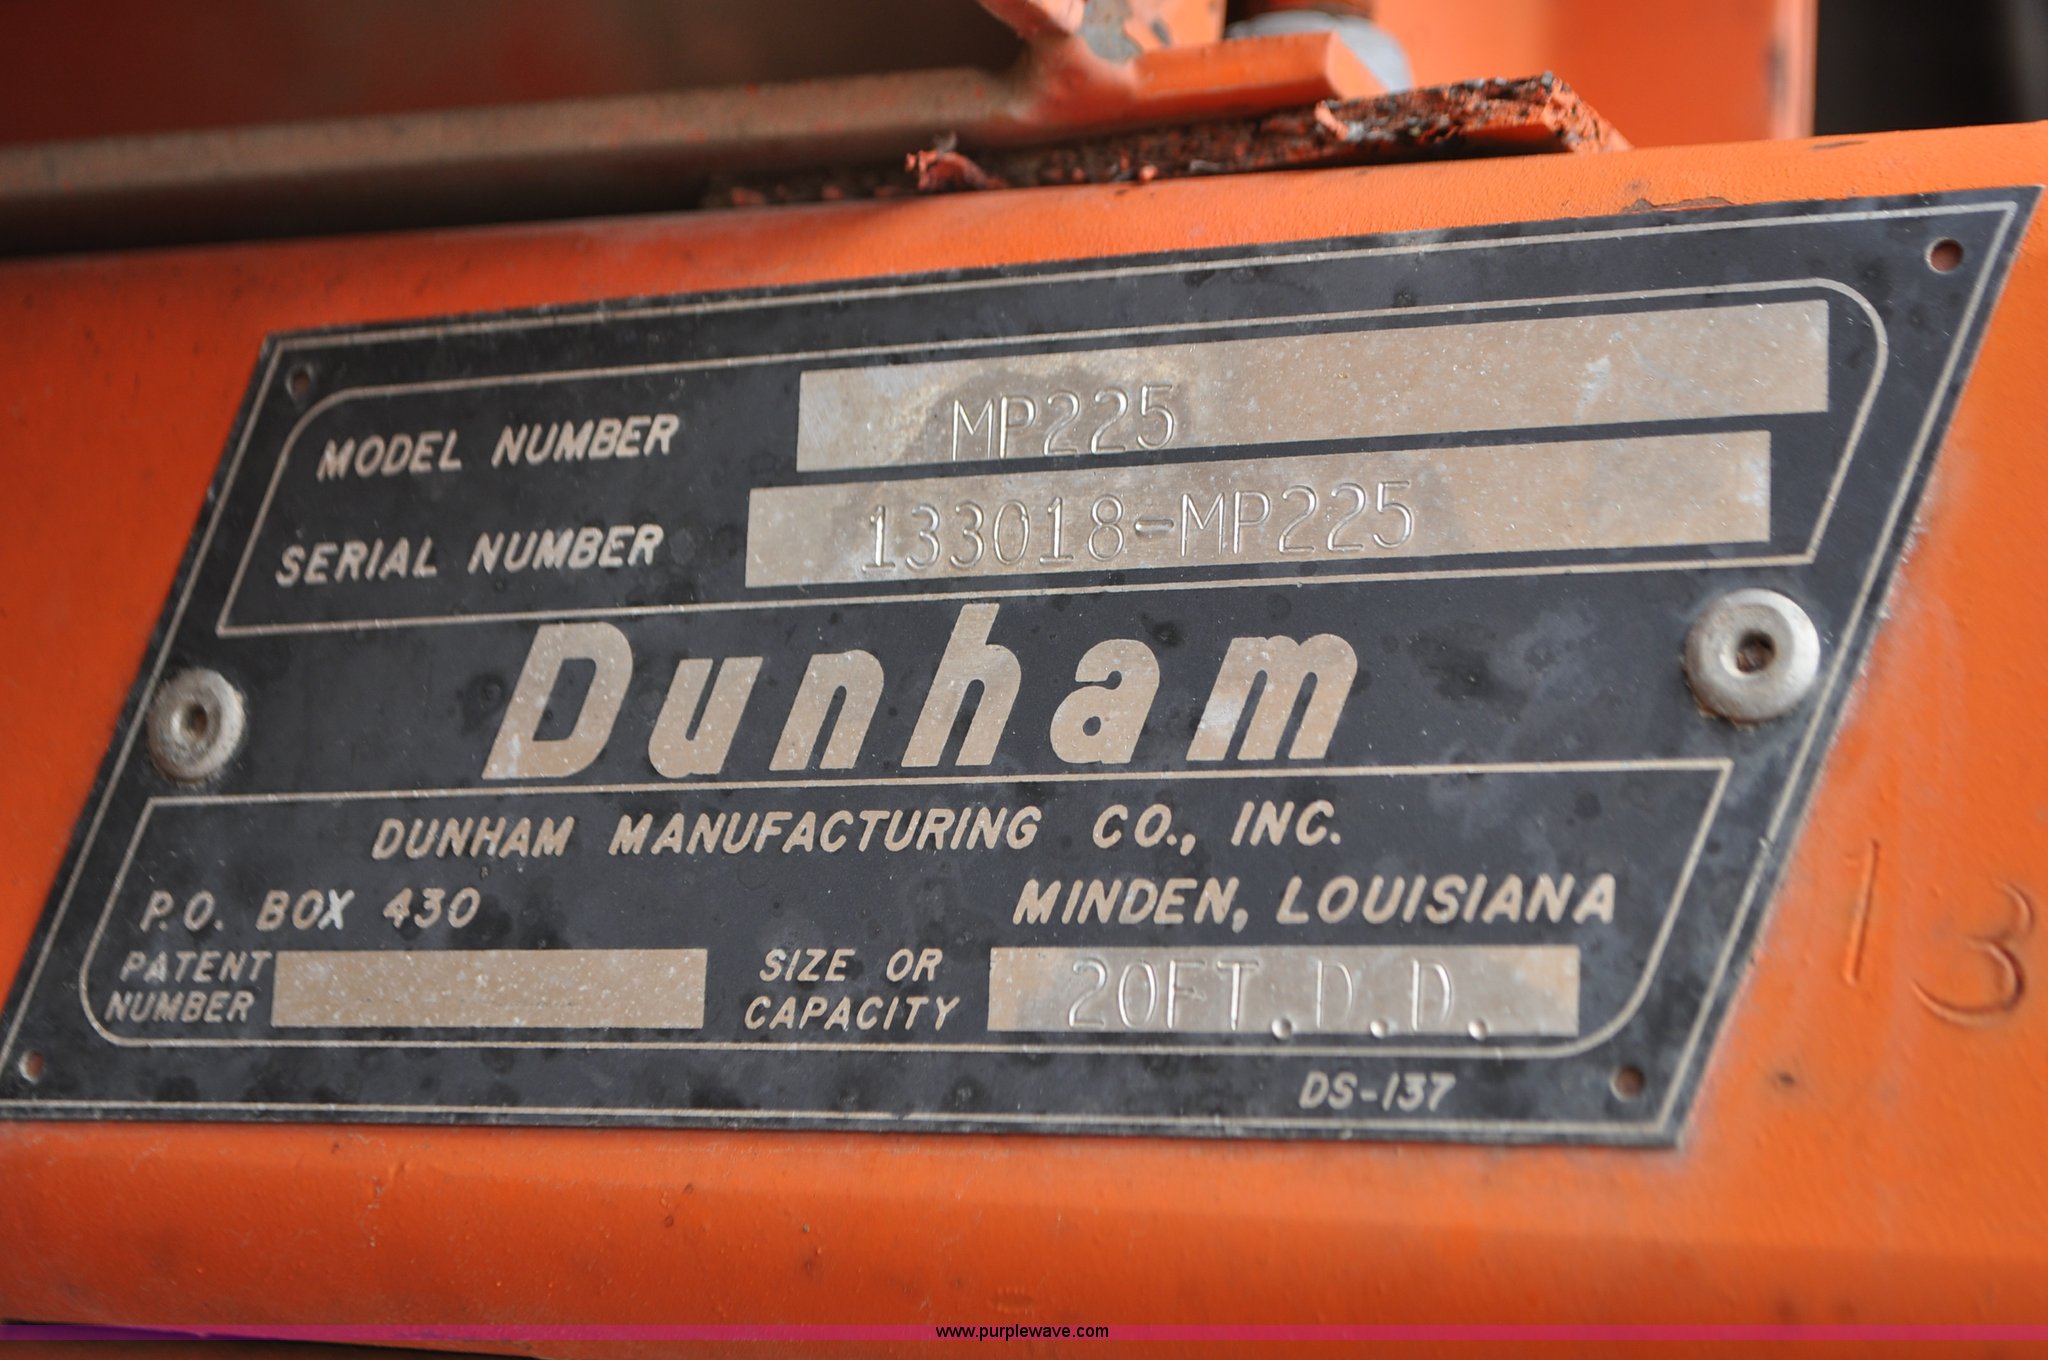 MODEL NUMBER MP225
SERIAL NUMBER 133018-MP225
Dunham
DUNHAM MANUFACTURING CO., INC.
P.O. BOX 430 MINDEN, LOUISIANA
PATENT NUMBER
SIZE OR CAPACITY 20FT.D.D.
DS-137
13
www.purplewave.com